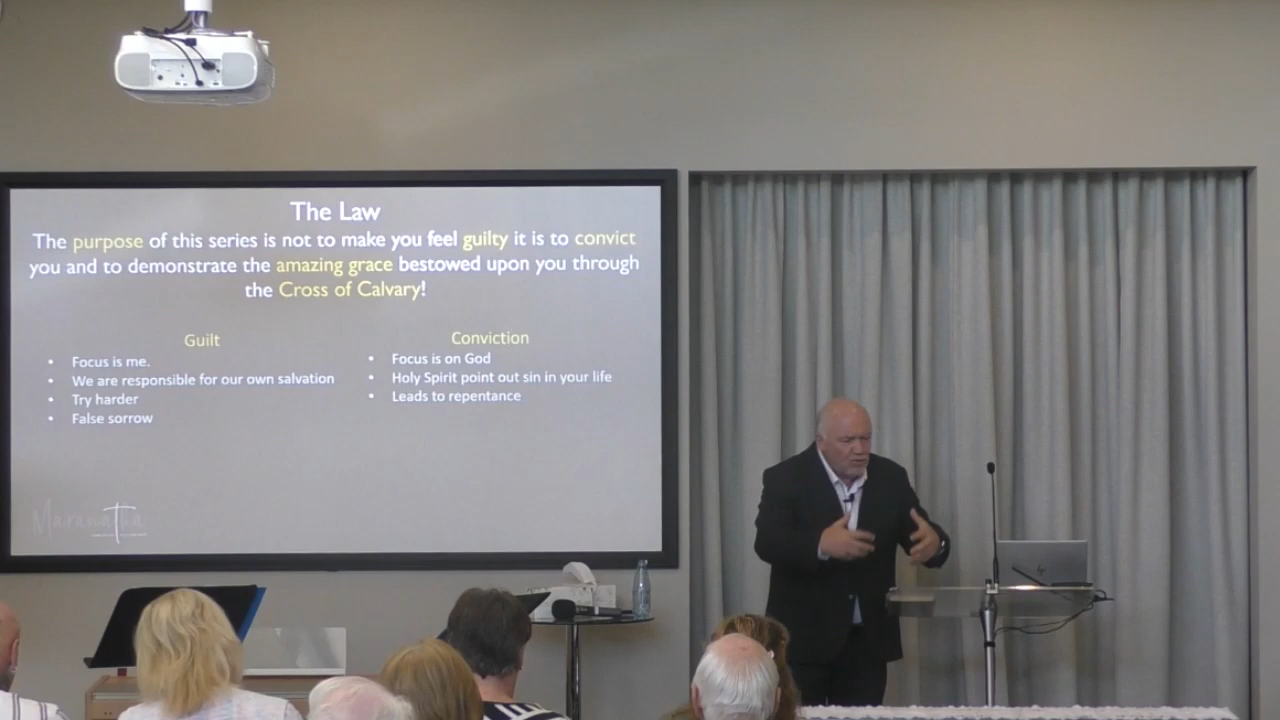 The Law
The purpose of this series is not to make you feel guilty it is to convict
you and to demonstrate the amazing grace bestowed upon you through
the Cross of Calvary!
Guilt
• Focus is me.
• We are responsible for our own salvation
• Try harder
• False sorrow
Conviction
• Focus is on God
• Holy Spirit point out sin in your life
• Leads to repentance
Maranatha
hp